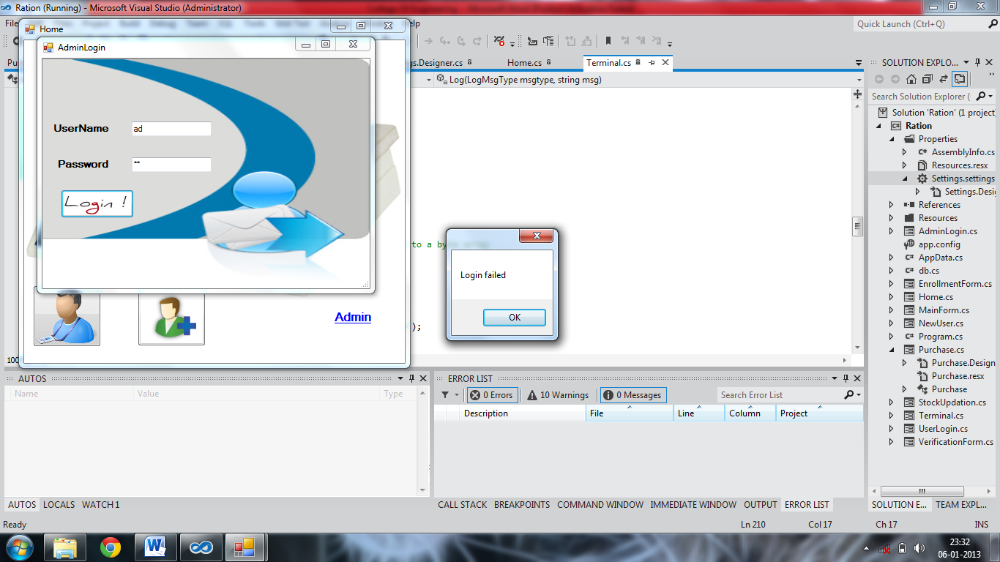 Ration (Running) - Microsoft Visual Studio (Administrator)
Quick Launch (Ctrl+Q)
Home
AdminLogin
s.Designer.cs
Home.cs
Terminal.cs
Log(LogMsgType msgtype, string msg)
UserName
ad
Password
**
Login !
Admin
to a by
);
Login failed
OK
100
SOLUTION EXPLO...
Search Solution Explorer (
Solution 'Ration' (1 project
Ration
Properties
AssemblyInfo.cs
Resources.resx
Settings.settings
Settings.Desi
References
Resources
AdminLogin.cs
app.config
AppData.cs
db.cs
EnrollmentForm.cs
Home.cs
MainForm.cs
NewUser.cs
Program.cs
Purchase.cs
Purchase.Design
Purchase.resx
Purchase
StockUpdation.cs
Terminal.cs
UserLogin.cs
VerificationForm.cs
AUTOS
Name Value Type
ERROR LIST
0 Errors 10 Warnings 0 Messages Search Error List
Description File Line Column Project
AUTOS LOCALS WATCH 1
CALL STACK BREAKPOINTS COMMAND WINDOW IMMEDIATE WINDOW OUTPUT ERROR LIST
SOLUTION E... TEAM EXPL...
Ready Ln 210 Col 17 Ch 17 INS
23:32
06-01-2013